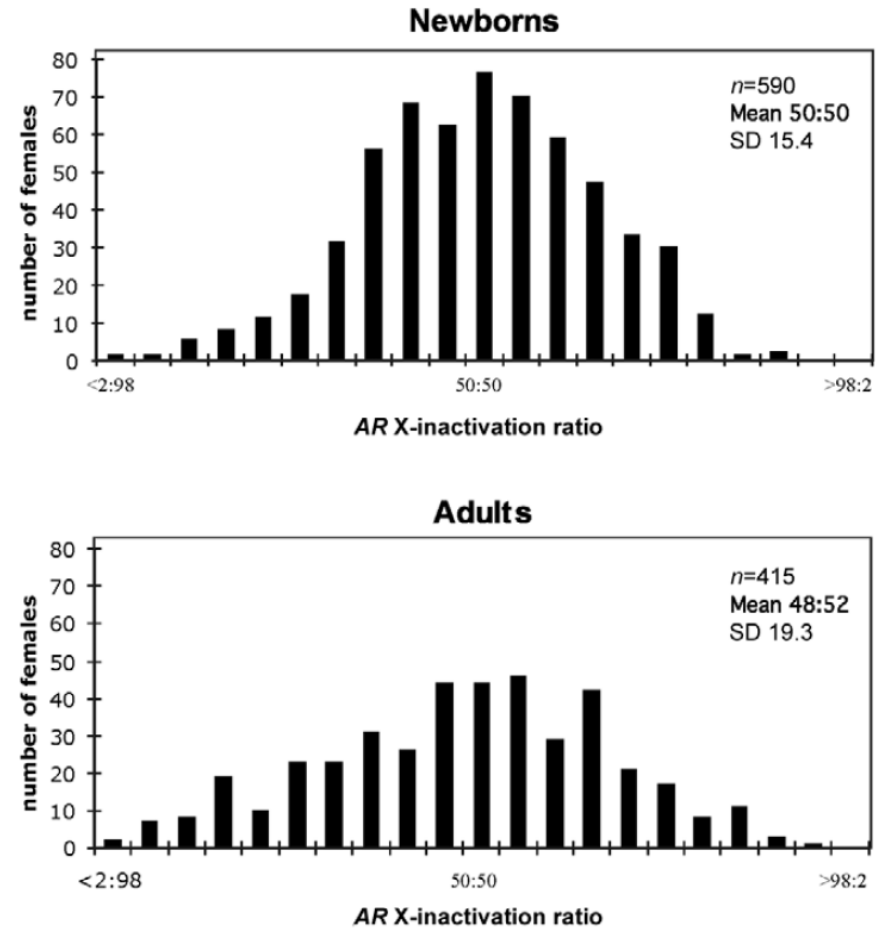 Newborns
80
70
60
50
40
30
20
10
0
number of females
n=590
Mean 50:50
SD 15.4
<2:98 50:50 >98:2
AR X-inactivation ratio
Adults
80
70
60
50
40
30
20
10
0
number of females
n=415
Mean 48:52
SD 19.3
<2:98 50:50 >98:2
AR X-inactivation ratio